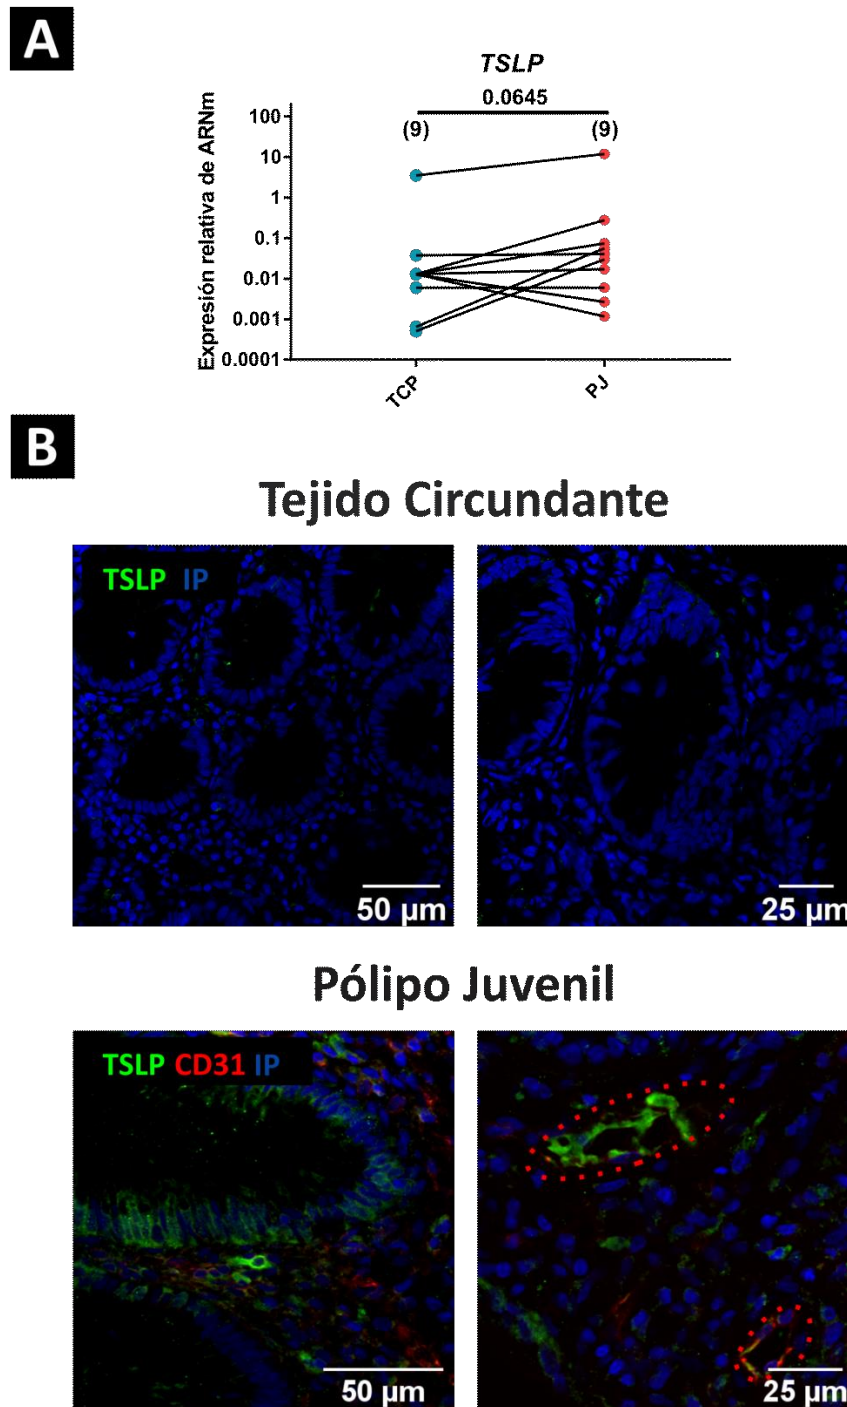 A
TSLP
0.0645
(9) (9)
Expresión relativa de ARNm
100
10
1
0.1
0.01
0.001
0.0001
TCP PJ
B
Tejido Circundante
TSLP IP
50 µm
25 µm
Pólipo Juvenil
TSLP CD31 IP
50 µm
25 µm